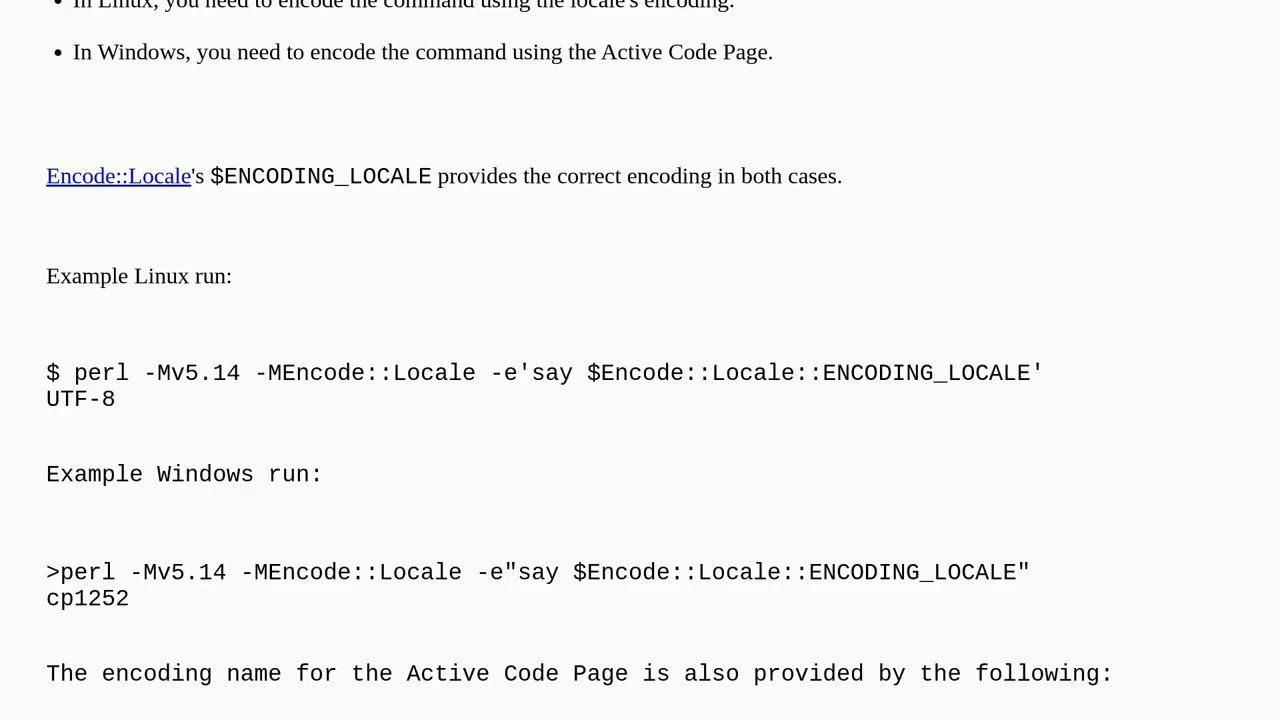 • In Linux, you need to encode the command using the locale's encoding.
• In Windows, you need to encode the command using the Active Code Page.
Encode::Locale's $ENCODING_LOCALE provides the correct encoding in both cases.
Example Linux run:
$ perl -Mv5.14 -MEncode::Locale -e'say $Encode::Locale::ENCODING_LOCALE'
UTF-8
Example Windows run:
>perl -Mv5.14 -MEncode::Locale -e"say $Encode::Locale::ENCODING_LOCALE"
cp1252
The encoding name for the Active Code Page is also provided by the following: